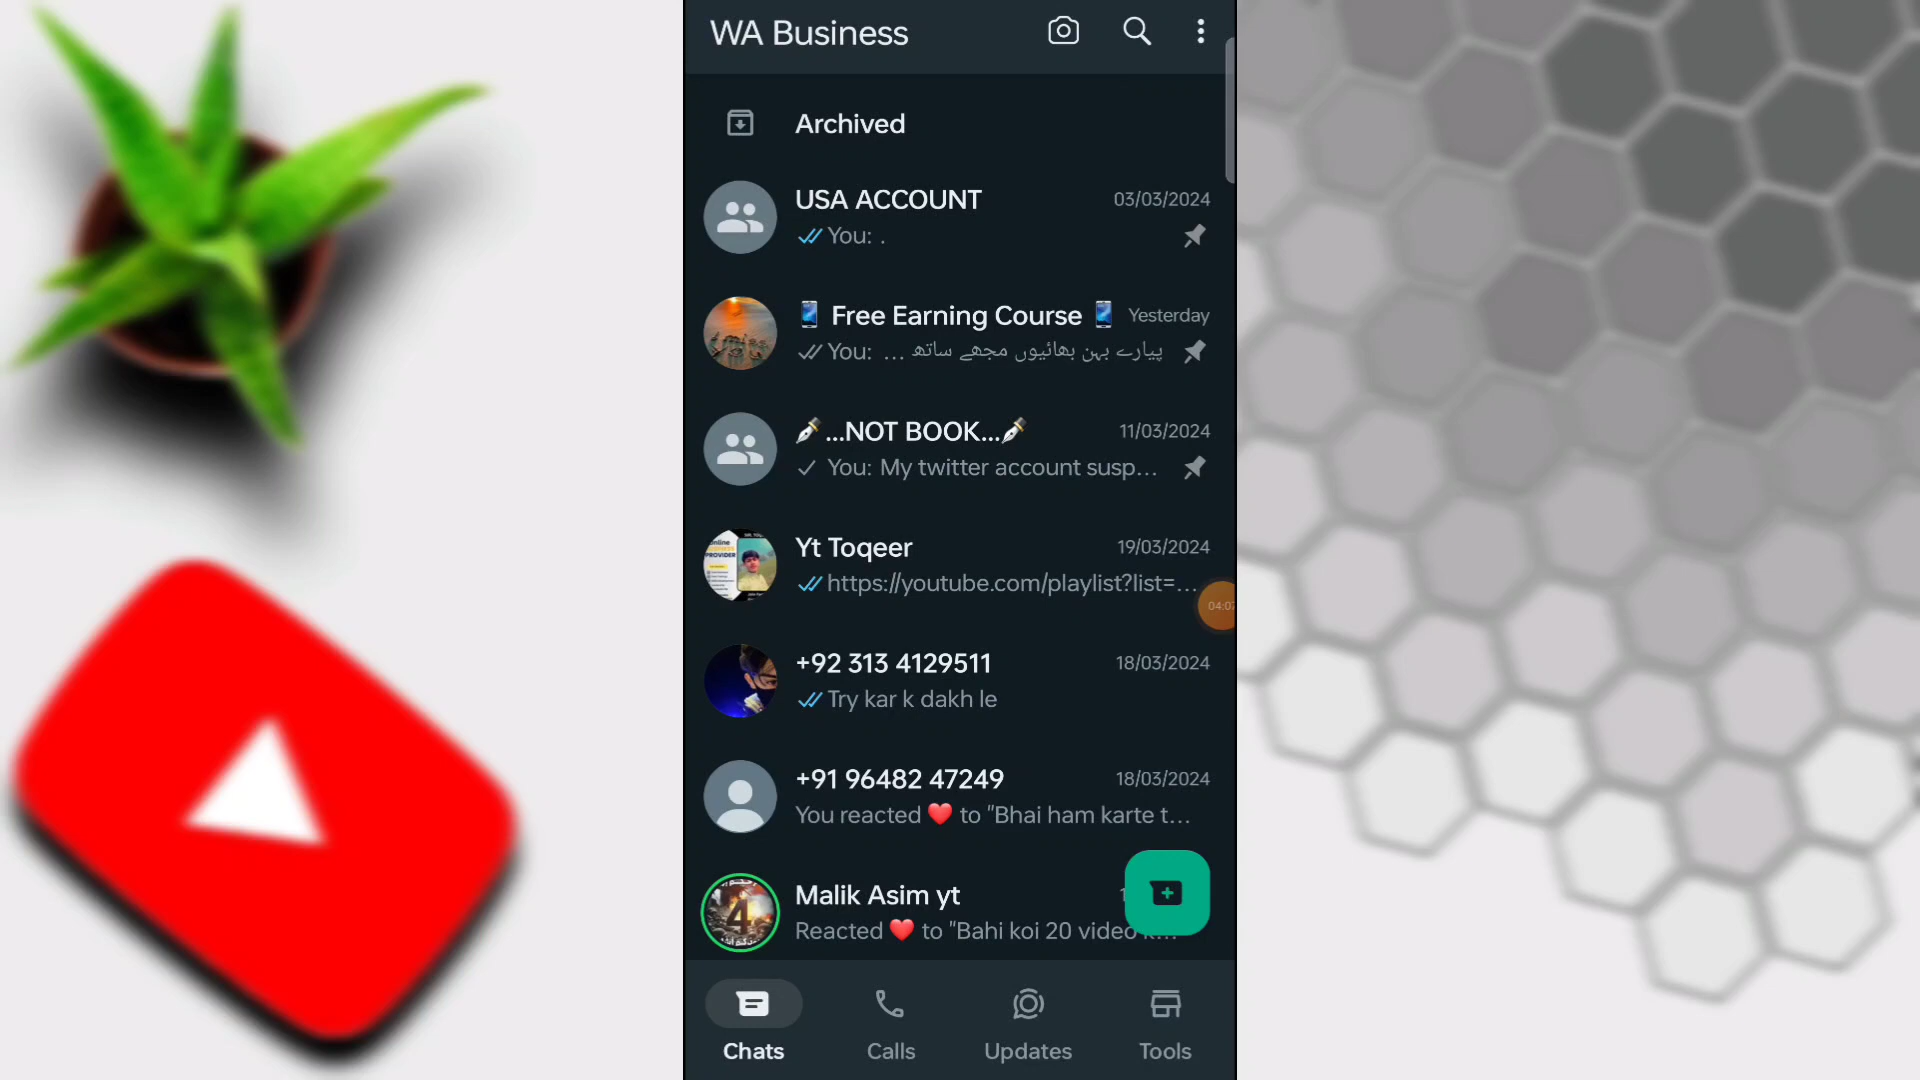 WA Business
Archived
USA ACCOUNT 03/03/2024
You: .
Free Earning Course Yesterday
You: پیارے بہن بھائیوں مجھے ساتھ ...
...NOT BOOK... 11/03/2024
You: My twitter account susp...
Yt Toqeer 19/03/2024
https://youtube.com/playlist?list=...
04:07
+92 313 4129511 18/03/2024
Try kar k dakh le
+91 96482 47249 18/03/2024
You reacted ❤️ to "Bhai ham karte t...
Malik Asim yt
Reacted ❤️ to "Bahi koi 20 video k...
Chats Calls Updates Tools